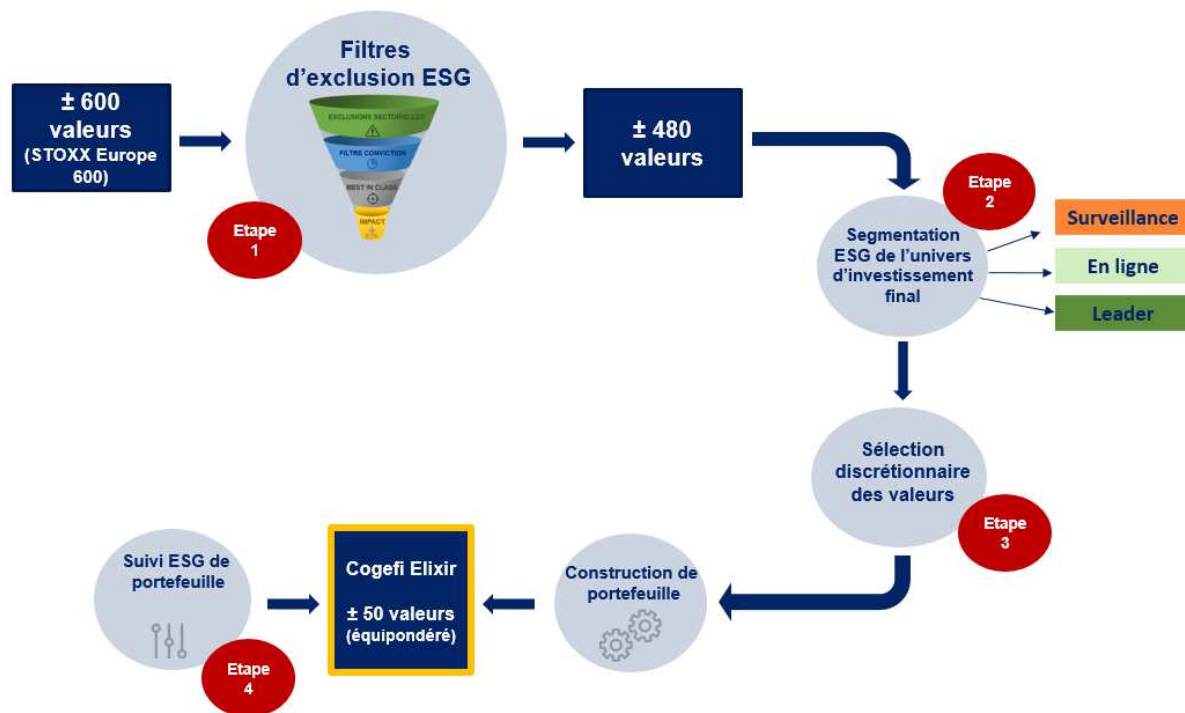 ± 600
valeurs
(STOXX Europe
600)
Filtres
d'exclusion ESG
EXCLUSIONS SECTORIELLES
FILTRE CONVICTION
BEST IN CLASS
IMPACT
Etape
1
± 480
valeurs
Etape
2
Segmentation
ESG de l'univers
d'investissement
final
Surveillance
En ligne
Leader
Sélection
discrétionnaire
des valeurs
Etape
3
Construction de
portefeuille
Cogefi Elixir
± 50 valeurs
(équipondéré)
Suivi ESG de
portefeuille
Etape
4